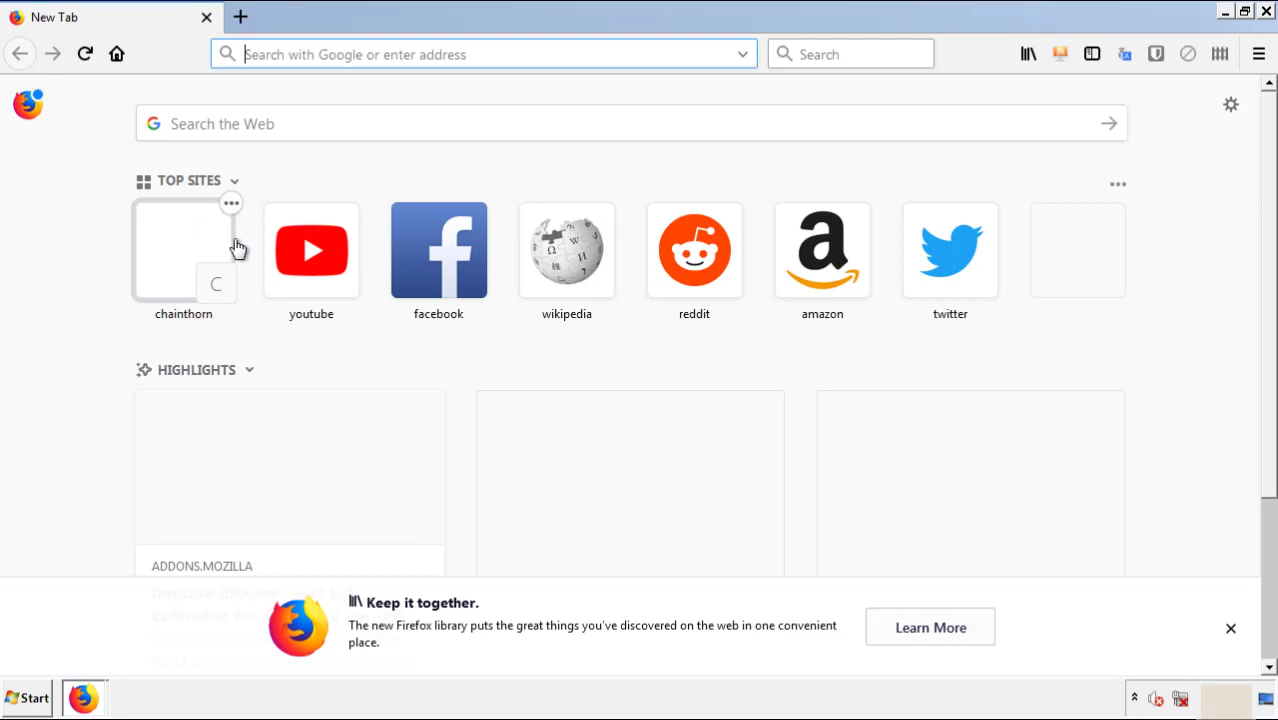 New Tab
Search with Google or enter address
Search
Search the Web
TOP SITES
C
chainthorn
youtube
facebook
wikipedia
reddit
amazon
twitter
HIGHLIGHTS
ADDONS.MOZILLA
Keep it together.
The new Firefox library puts the great things you've discovered on the web in one convenient
place.
Learn More
Start